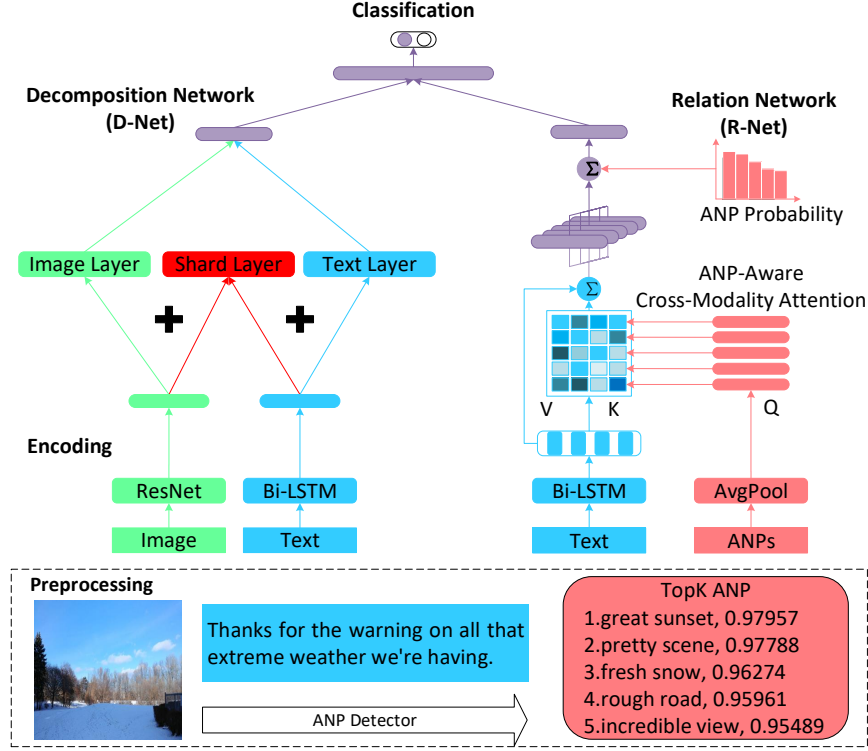 Classification
Decomposition Network
(D-Net)
Relation Network
(R-Net)
Σ
ANP Probability
Image Layer
Shard Layer
Text Layer
ANP-Aware
Cross-Modality Attention
Σ
+
+
V
K
Q
Encoding
ResNet
Bi-LSTM
Bi-LSTM
AvgPool
Image
Text
Text
ANPs
Preprocessing
Thanks for the warning on all that
extreme weather we're having.
ANP Detector
TopK ANP
1.great sunset, 0.97957
2.pretty scene, 0.97788
3.fresh snow, 0.96274
4.rough road, 0.95961
5.incredible view, 0.95489